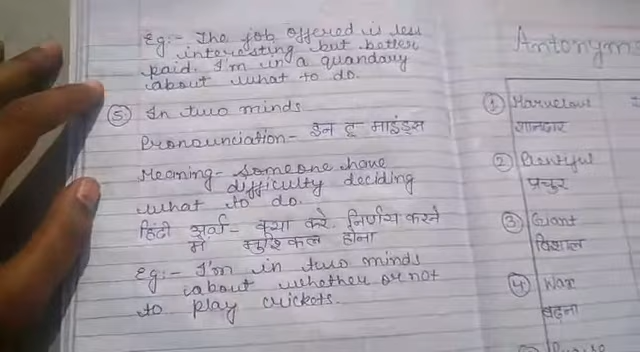 Eg:- The job offered is less
interesting but better
paid. I'm in a quandary
about what to do.
⑤ In two minds
Pronounciation- इन टू माइंड्स
Meaning- someone have
difficulty deciding
what to do.
हिंदी अर्थ- क्या करे निर्णय करने
में मुश्किल होना
Eg:- I'm in two minds
about whether or not
to play crickets.
Antonym
① Marvelous
शानदार
② Plentiful
प्रचुर
③ Giant
विशाल
④ Wax
बढ़ना